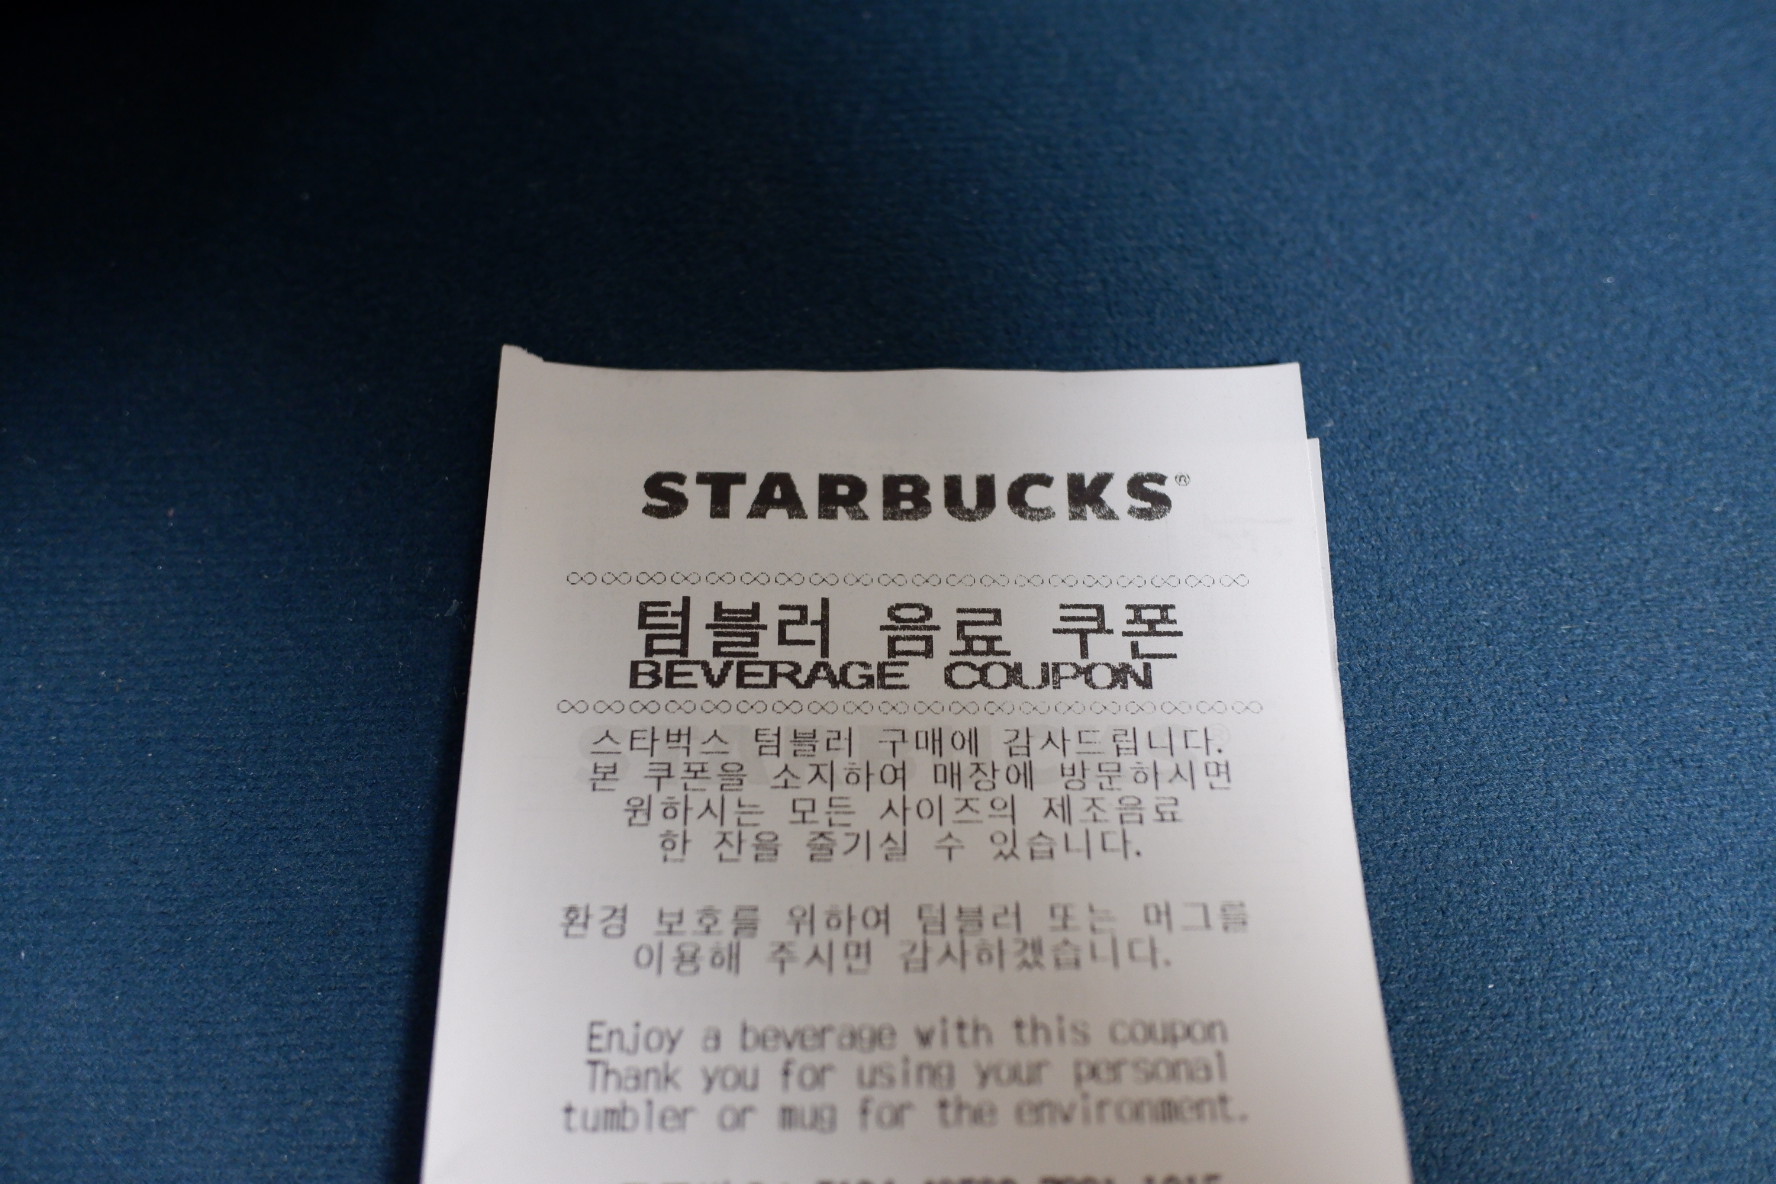 STARBUCKS®
∞∞∞∞∞∞∞∞∞∞∞∞∞∞∞∞∞∞∞∞
텀블러 음료 쿠폰
BEVERAGE COUPON
∞∞∞∞∞∞∞∞∞∞∞∞∞∞∞∞∞∞∞∞
스타벅스 텀블러 구매에 감사드립니다.
본 쿠폰을 소지하여 매장에 방문하시면
원하시는 모든 사이즈의 제조음료
한 잔을 즐기실 수 있습니다.
환경 보호를 위하여 텀블러 또는 머그를
이용해 주시면 감사하겠습니다.
Enjoy a beverage with this coupon
Thank you for using your personal
tumbler or mug for the environment.